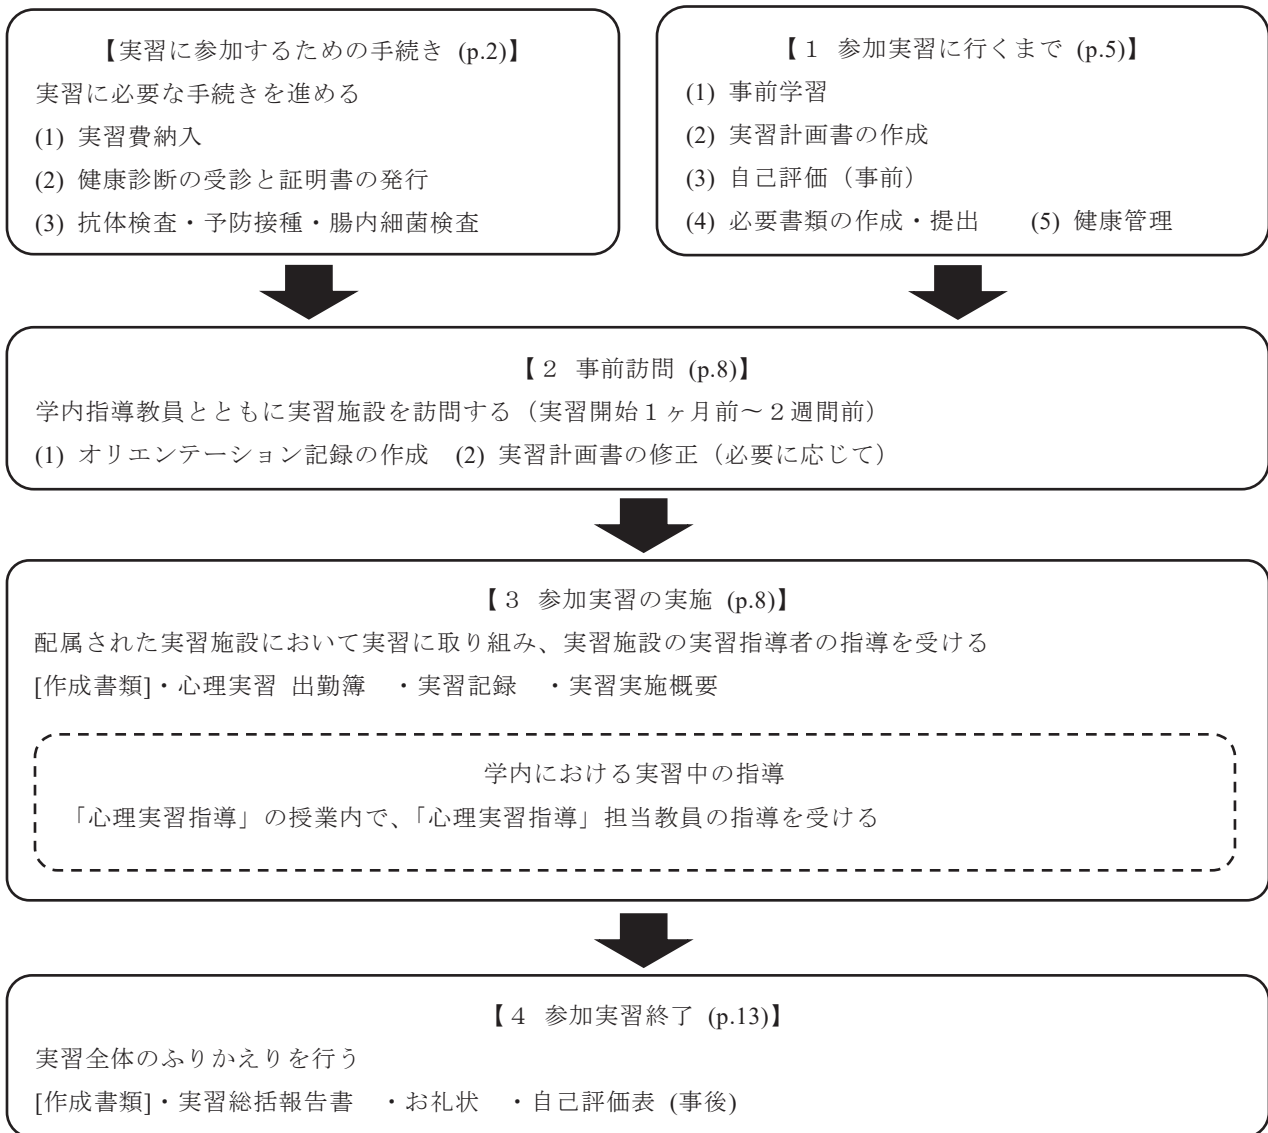 【実習に参加するための手続き (p.2)】
実習に必要な手続きを進める
(1) 実習費納入
(2) 健康診断の受診と証明書の発行
(3) 抗体検査・予防接種・腸内細菌検査
【１ 参加実習に行くまで (p.5)】
(1) 事前学習
(2) 実習計画書の作成
(3) 自己評価（事前）
(4) 必要書類の作成・提出　　(5) 健康管理
【２ 事前訪問 (p.8)】
学内指導教員とともに実習施設を訪問する（実習開始１ヶ月前～２週間前）
(1) オリエンテーション記録の作成　(2) 実習計画書の修正（必要に応じて）
【３ 参加実習の実施 (p.8)】
配属された実習施設において実習に取り組み、実習施設の実習指導者の指導を受ける
[作成書類]・心理実習 出勤簿　・実習記録　・実習実施概要
学内における実習中の指導
「心理実習指導」の授業内で、「心理実習指導」担当教員の指導を受ける
【４ 参加実習終了 (p.13)】
実習全体のふりかえりを行う
[作成書類]・実習総括報告書　・お礼状　・自己評価表 (事後)